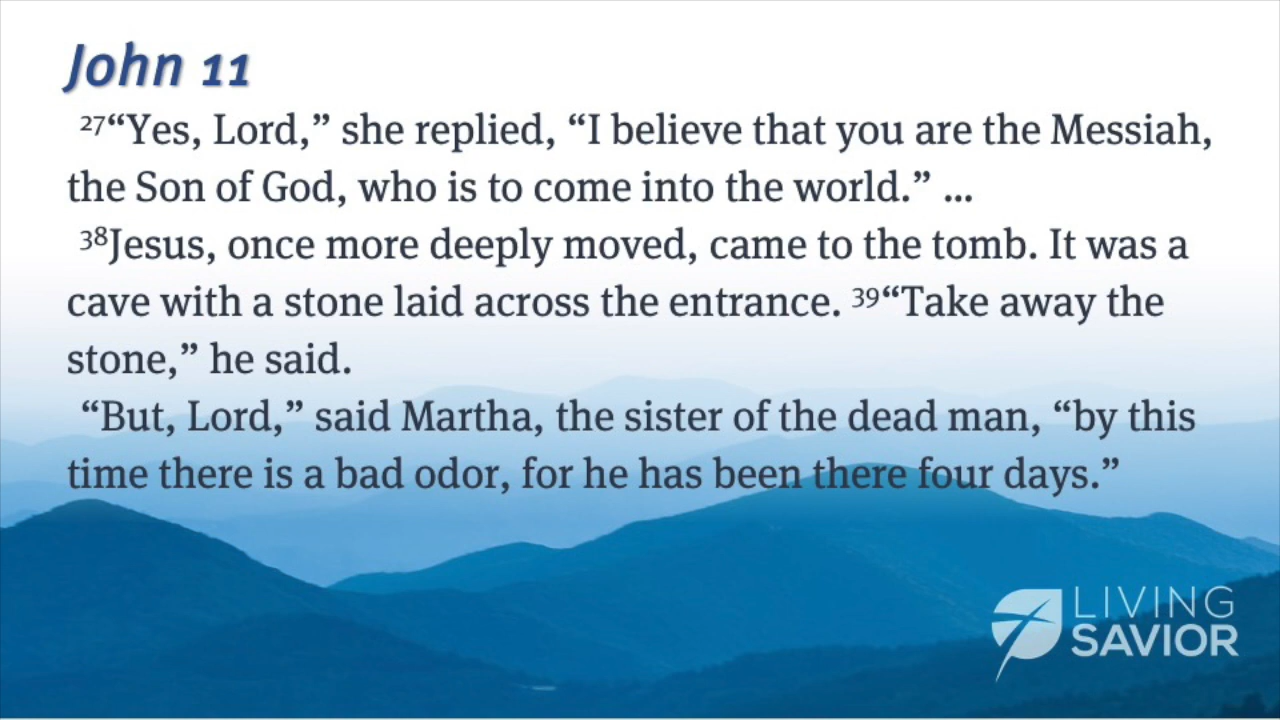 John 11
27“Yes, Lord,” she replied, “I believe that you are the Messiah,
the Son of God, who is to come into the world.” ...
38Jesus, once more deeply moved, came to the tomb. It was a
cave with a stone laid across the entrance. 39“Take away the
stone,” he said.
“But, Lord,” said Martha, the sister of the dead man, “by this
time there is a bad odor, for he has been there four days.”
LIVING
SAVIOR